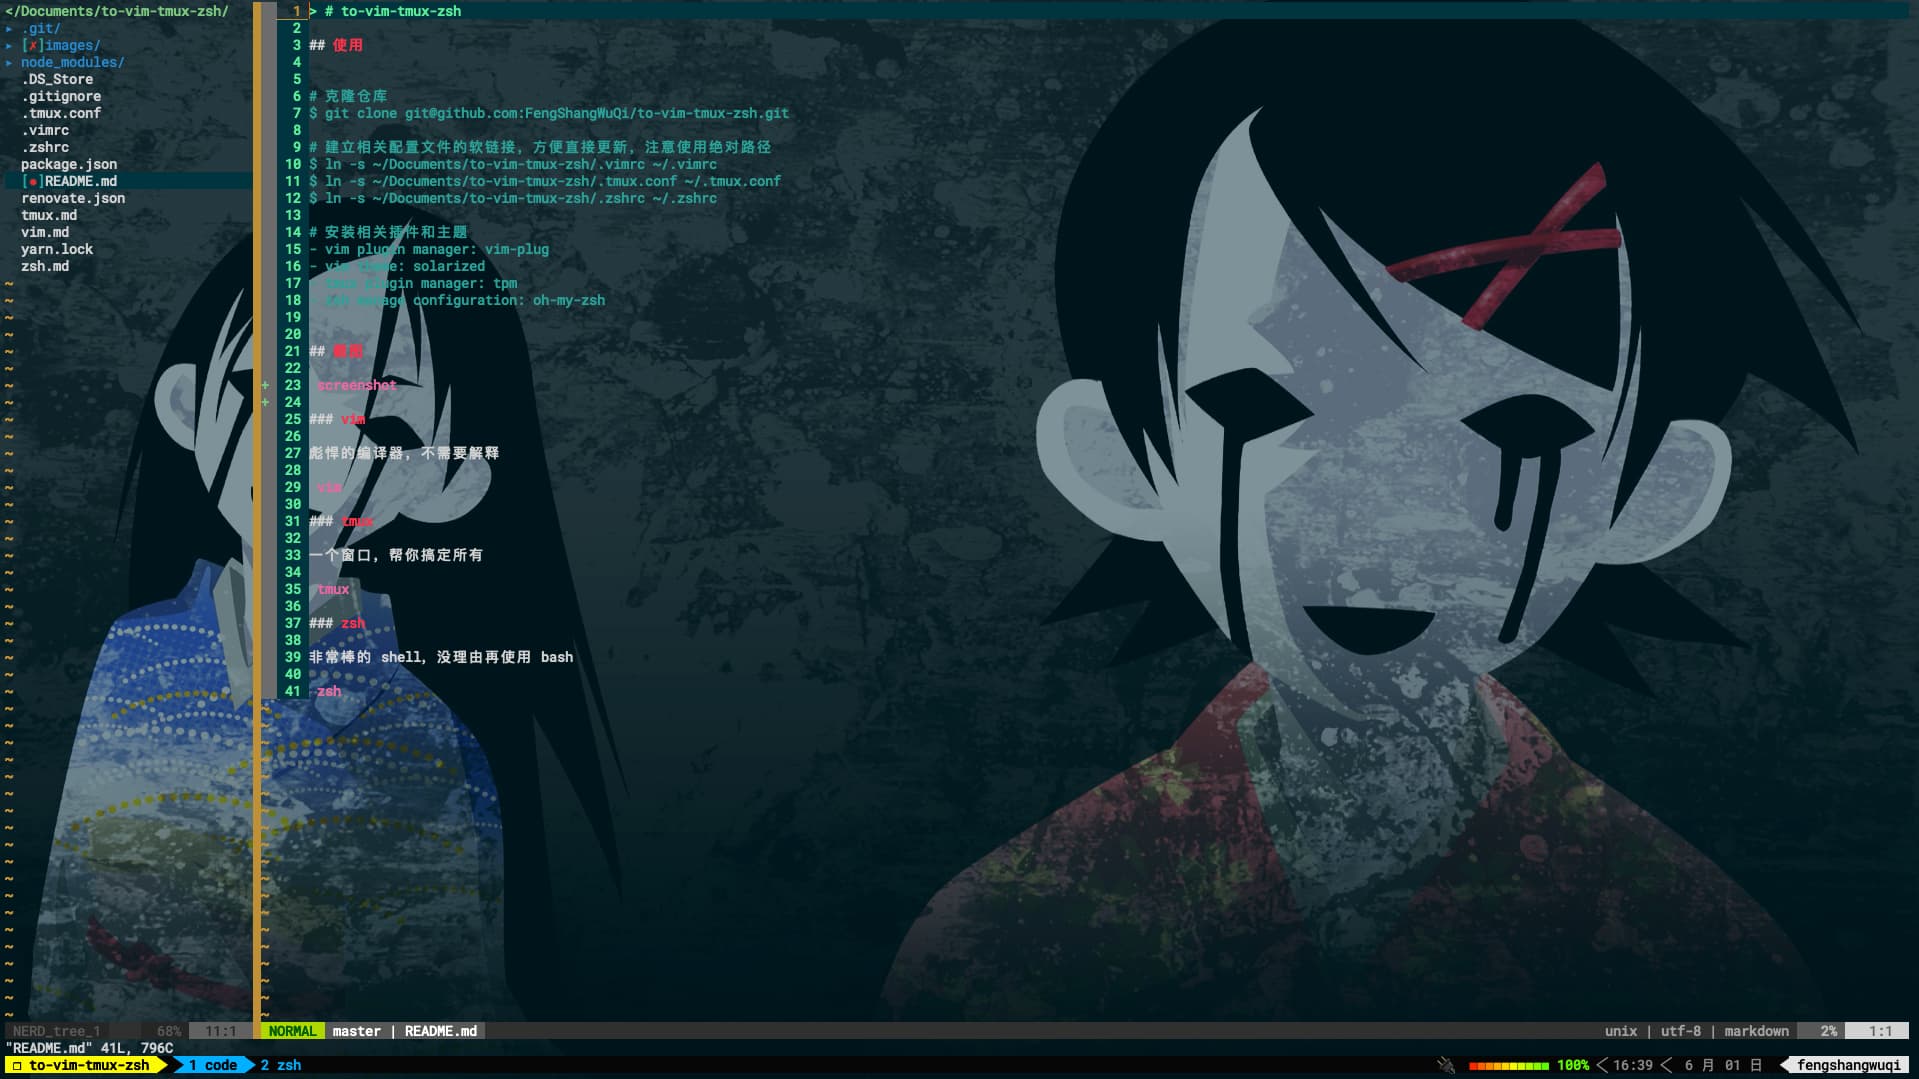 </Documents/to-vim-tmux-zsh/
▸ .git/
▸ [✗]images/
▸ node_modules/
.DS_Store
.gitignore
.tmux.conf
.vimrc
.zshrc
package.json
[●]README.md
renovate.json
tmux.md
vim.md
yarn.lock
zsh.md
1 > # to-vim-tmux-zsh
2
3 ## 使用
4
5
6 # 克隆仓库
7 $ git clone git@github.com:FengShangWuQi/to-vim-tmux-zsh.git
8
9 # 建立相关配置文件的软链接，方便直接更新，注意使用绝对路径
10 $ ln -s ~/Documents/to-vim-tmux-zsh/.vimrc ~/.vimrc
11 $ ln -s ~/Documents/to-vim-tmux-zsh/.tmux.conf ~/.tmux.conf
12 $ ln -s ~/Documents/to-vim-tmux-zsh/.zshrc ~/.zshrc
13
14 # 安装相关插件和主题
15 - vim plugin manager: vim-plug
16 - vim theme: solarized
17 - tmux plugin manager: tpm
18 - zsh manage configuration: oh-my-zsh
19
20
21 ##
22
+ 23 screenshot
+ 24
25 ### vim
26
27 彪悍的编译器，不需要解释
28
29 vim
30
31 ### tmux
32
33 一个窗口，帮你搞定所有
34
35 tmux
36
37 ### zsh
38
39 非常棒的 shell，没理由再使用 bash
40
41 zsh
NERD_tree_1 68% 11:1 NORMAL master | README.md unix | utf-8 | markdown 2% 1:1
"README.md" 41L, 796C
❐ to-vim-tmux-zsh 1 code 2 zsh 100% 16:39 6 月 01 日 fengshangwuqi